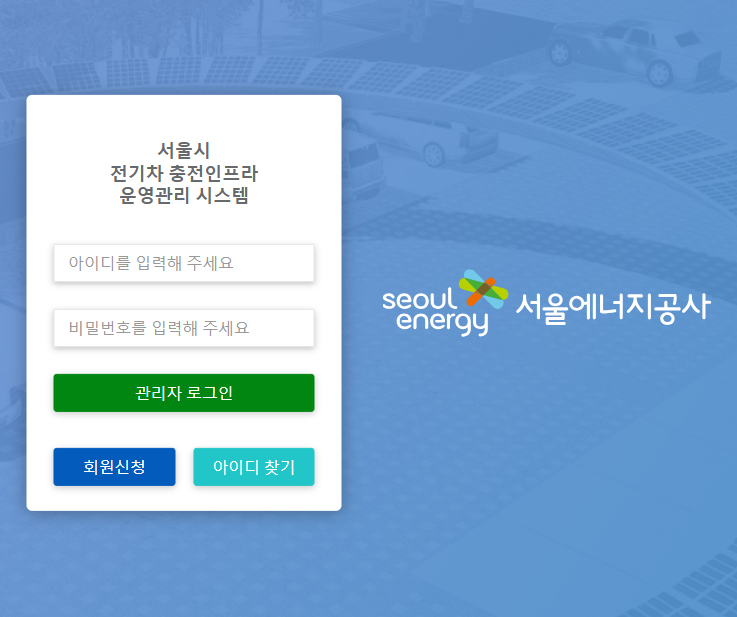 서울시
전기차 충전인프라
운영관리 시스템
아이디를 입력해 주세요
비밀번호를 입력해 주세요
관리자 로그인
회원신청 아이디 찾기
seoul
energy
서울에너지공사